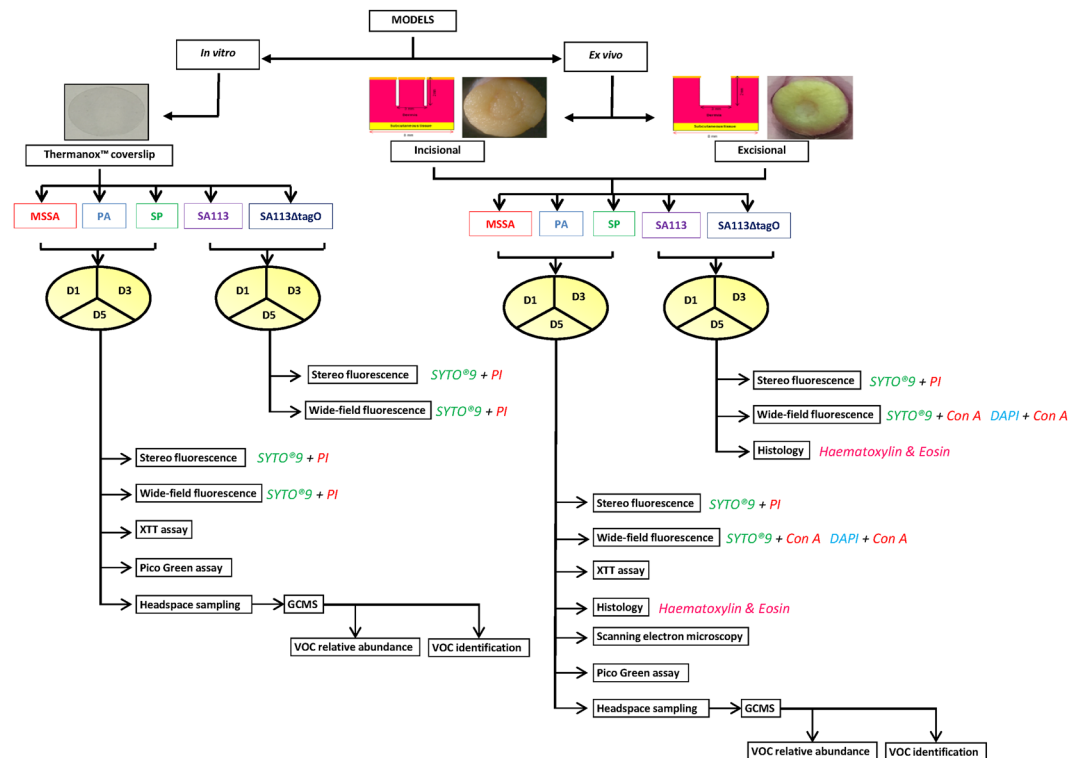 MODELS
In vitro
Ex vivo
Thermanox™ coverslip
Incisional
Excisional
MSSA
PA
SP
SA113
SA113ΔtagO
MSSA
PA
SP
SA113
SA113ΔtagO
D1
D3
D5
D1
D3
D5
D1
D3
D5
D1
D3
D5
Stereo fluorescence SYTO®9 + PI
Wide-field fluorescence SYTO®9 + PI
Stereo fluorescence SYTO®9 + PI
Wide-field fluorescence SYTO®9 + PI
XTT assay
Pico Green assay
Headspace sampling
GCMS
VOC relative abundance
VOC identification
Stereo fluorescence SYTO®9 + PI
Wide-field fluorescence SYTO®9 + Con A DAPI + Con A
Histology Haematoxylin & Eosin
Stereo fluorescence SYTO®9 + PI
Wide-field fluorescence SYTO®9 + Con A DAPI + Con A
XTT assay
Histology Haematoxylin & Eosin
Scanning electron microscopy
Pico Green assay
Headspace sampling
GCMS
VOC relative abundance
VOC identification